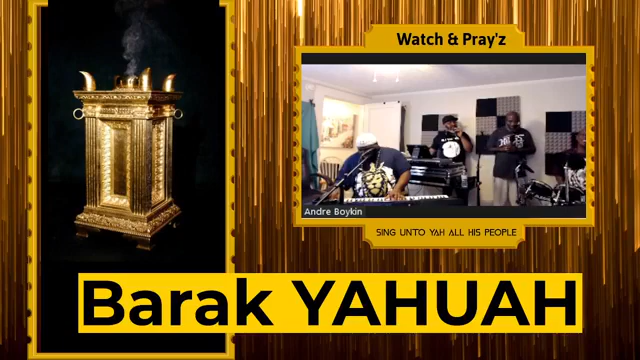 Watch & Pray'z
Andre Boykin
SING UNTO YAH ALL HIS PEOPLE
Barak YAHUAH